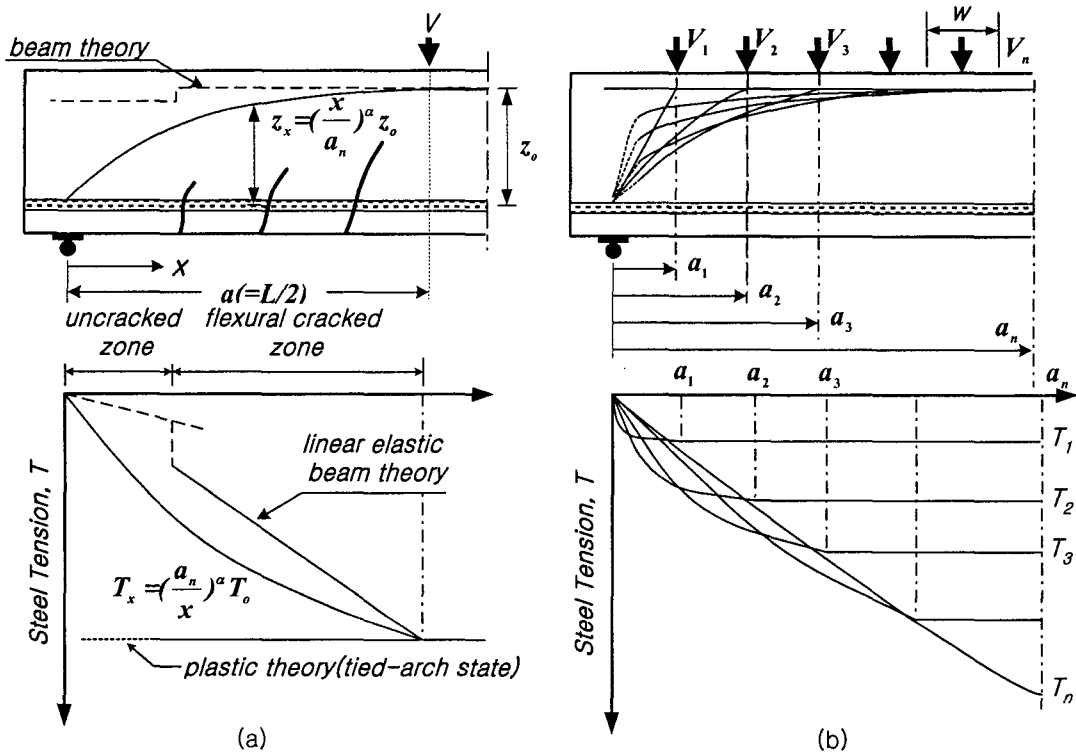 V
beam theory
z_x=(x/a_n)^α z_o
z_o
x
a(=L/2)
uncracked zone
flexural cracked zone
linear elastic beam theory
Steel Tension, T
T_x=(a_n/x)^α T_o
plastic theory(tied-arch state)
(a)
w
V_1
V_2
V_3
V_n
a_1
a_2
a_3
a_n
a_1
a_2
a_3
a_n
T_1
T_2
T_3
T_n
Steel Tension, T
(b)